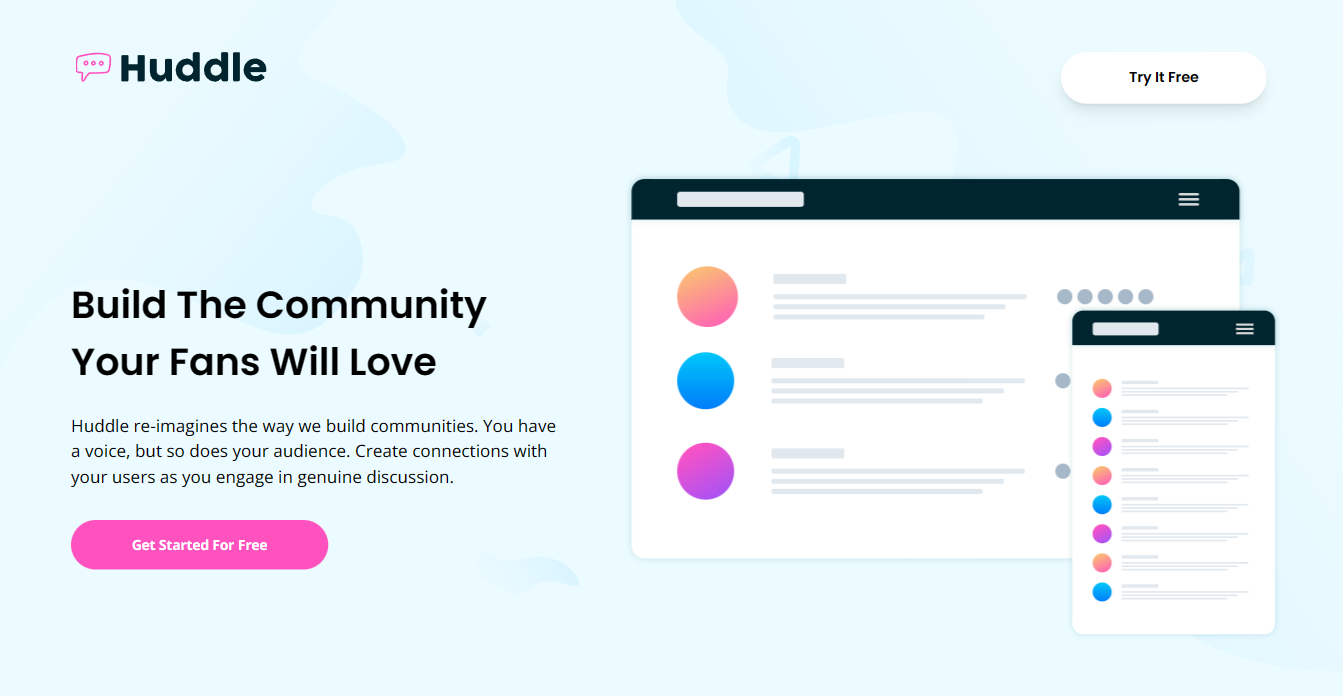 Huddle
Try It Free
Build The Community
Your Fans Will Love
Huddle re-imagines the way we build communities. You have
a voice, but so does your audience. Create connections with
your users as you engage in genuine discussion.
Get Started For Free